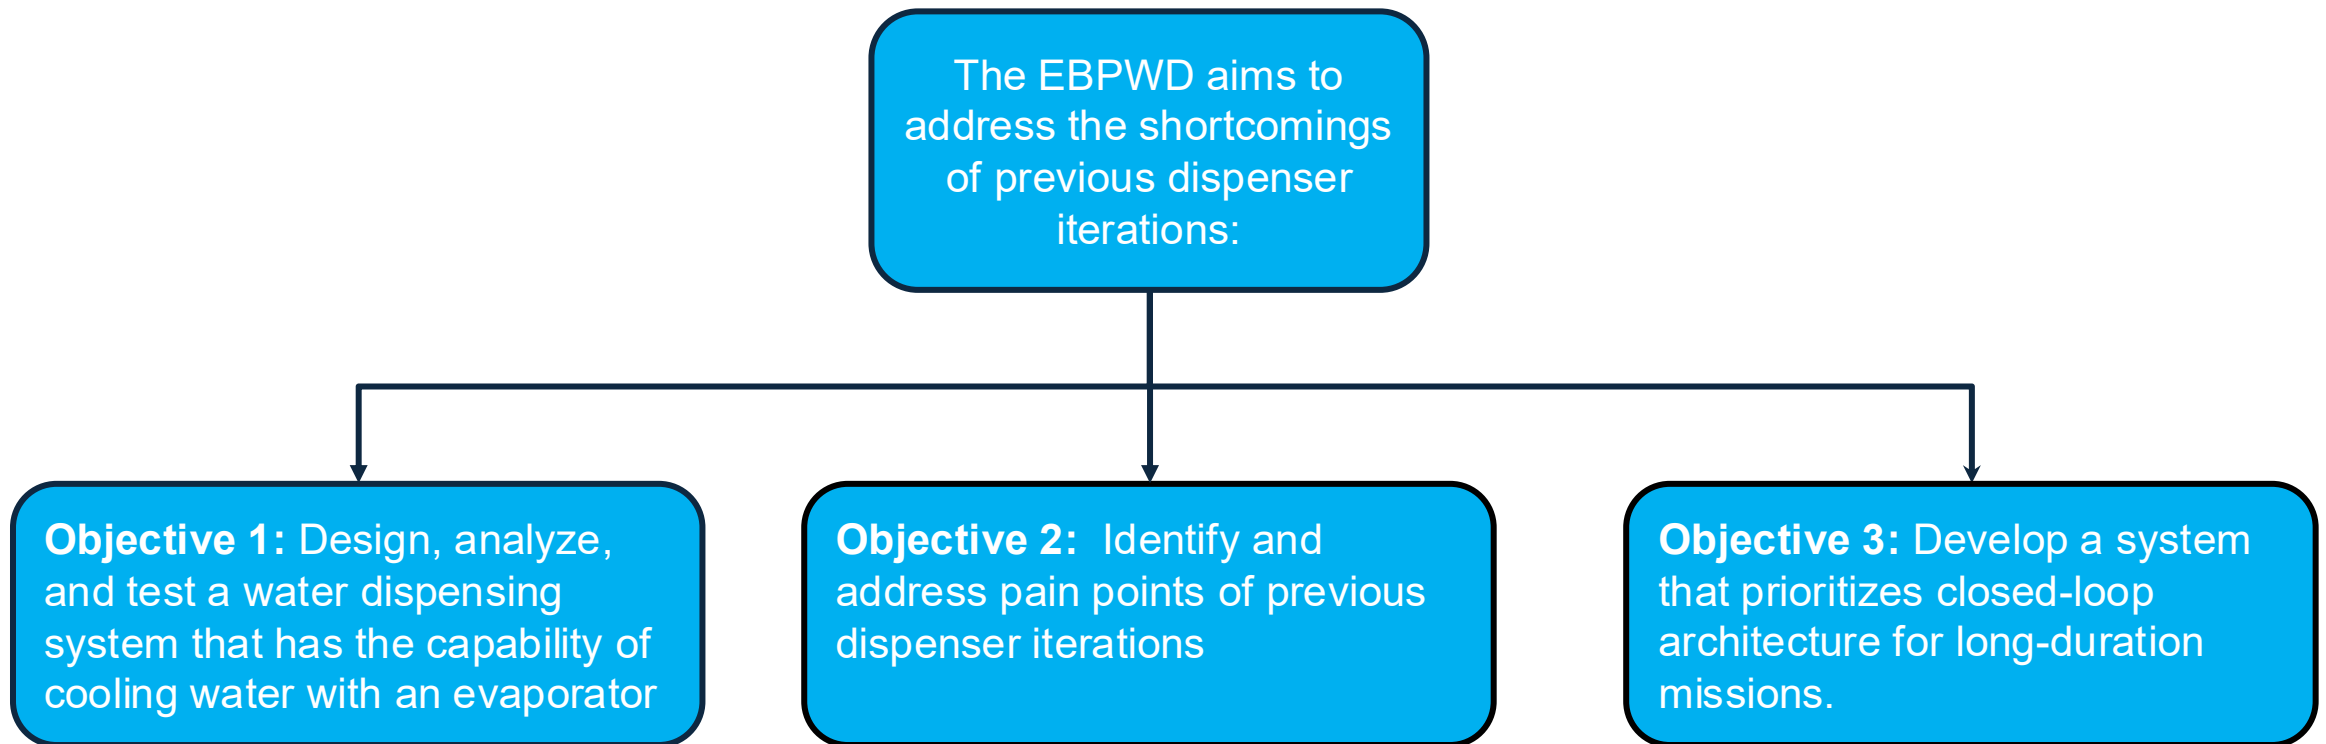 The EBPWD aims to
address the shortcomings
of previous dispenser
iterations:
Objective 1: Design, analyze,
and test a water dispensing
system that has the capability of
cooling water with an evaporator
Objective 2:  Identify and
address pain points of previous
dispenser iterations
Objective 3: Develop a system
that prioritizes closed-loop
architecture for long-duration
missions.